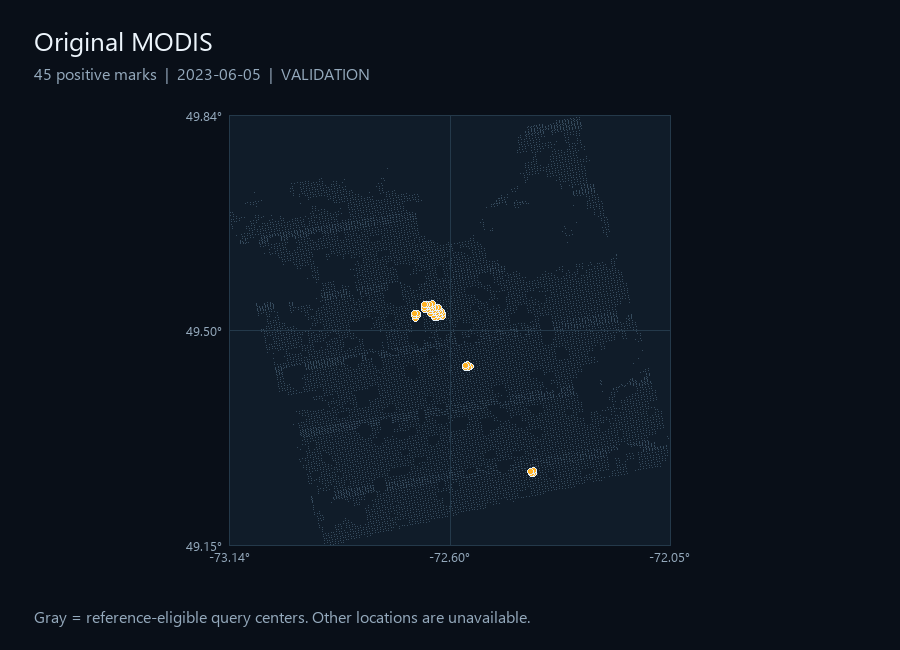 Original MODIS
45 positive marks | 2023-06-05 | VALIDATION
49.84°
49.50°
49.15°
-73.14°
-72.60°
-72.05°
Gray = reference-eligible query centers. Other locations are unavailable.